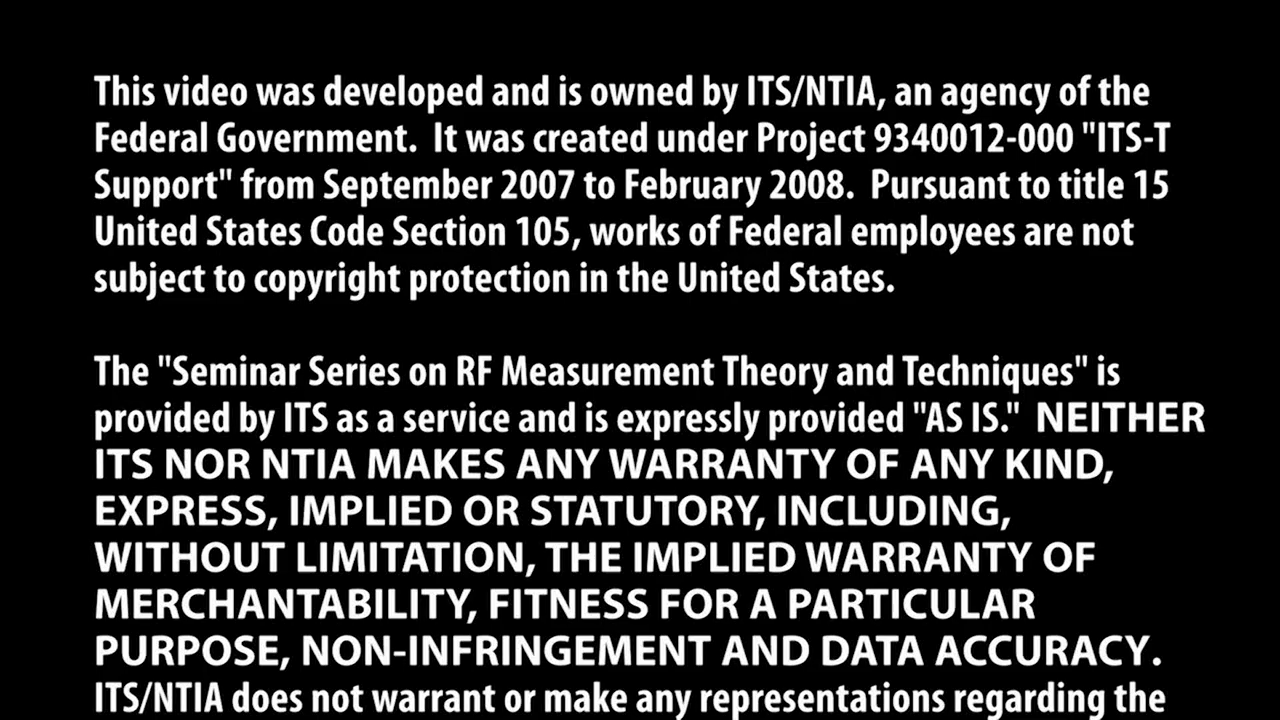 This video was developed and is owned by ITS/NTIA, an agency of the
Federal Government.  It was created under Project 9340012-000 "ITS-T
Support" from September 2007 to February 2008.  Pursuant to title 15
United States Code Section 105, works of Federal employees are not
subject to copyright protection in the United States.
The "Seminar Series on RF Measurement Theory and Techniques" is
provided by ITS as a service and is expressly provided "AS IS."  NEITHER
ITS NOR NTIA MAKES ANY WARRANTY OF ANY KIND,
EXPRESS, IMPLIED OR STATUTORY, INCLUDING,
WITHOUT LIMITATION, THE IMPLIED WARRANTY OF
MERCHANTABILITY, FITNESS FOR A PARTICULAR
PURPOSE, NON-INFRINGEMENT AND DATA ACCURACY.
ITS/NTIA does not warrant or make any representations regarding the